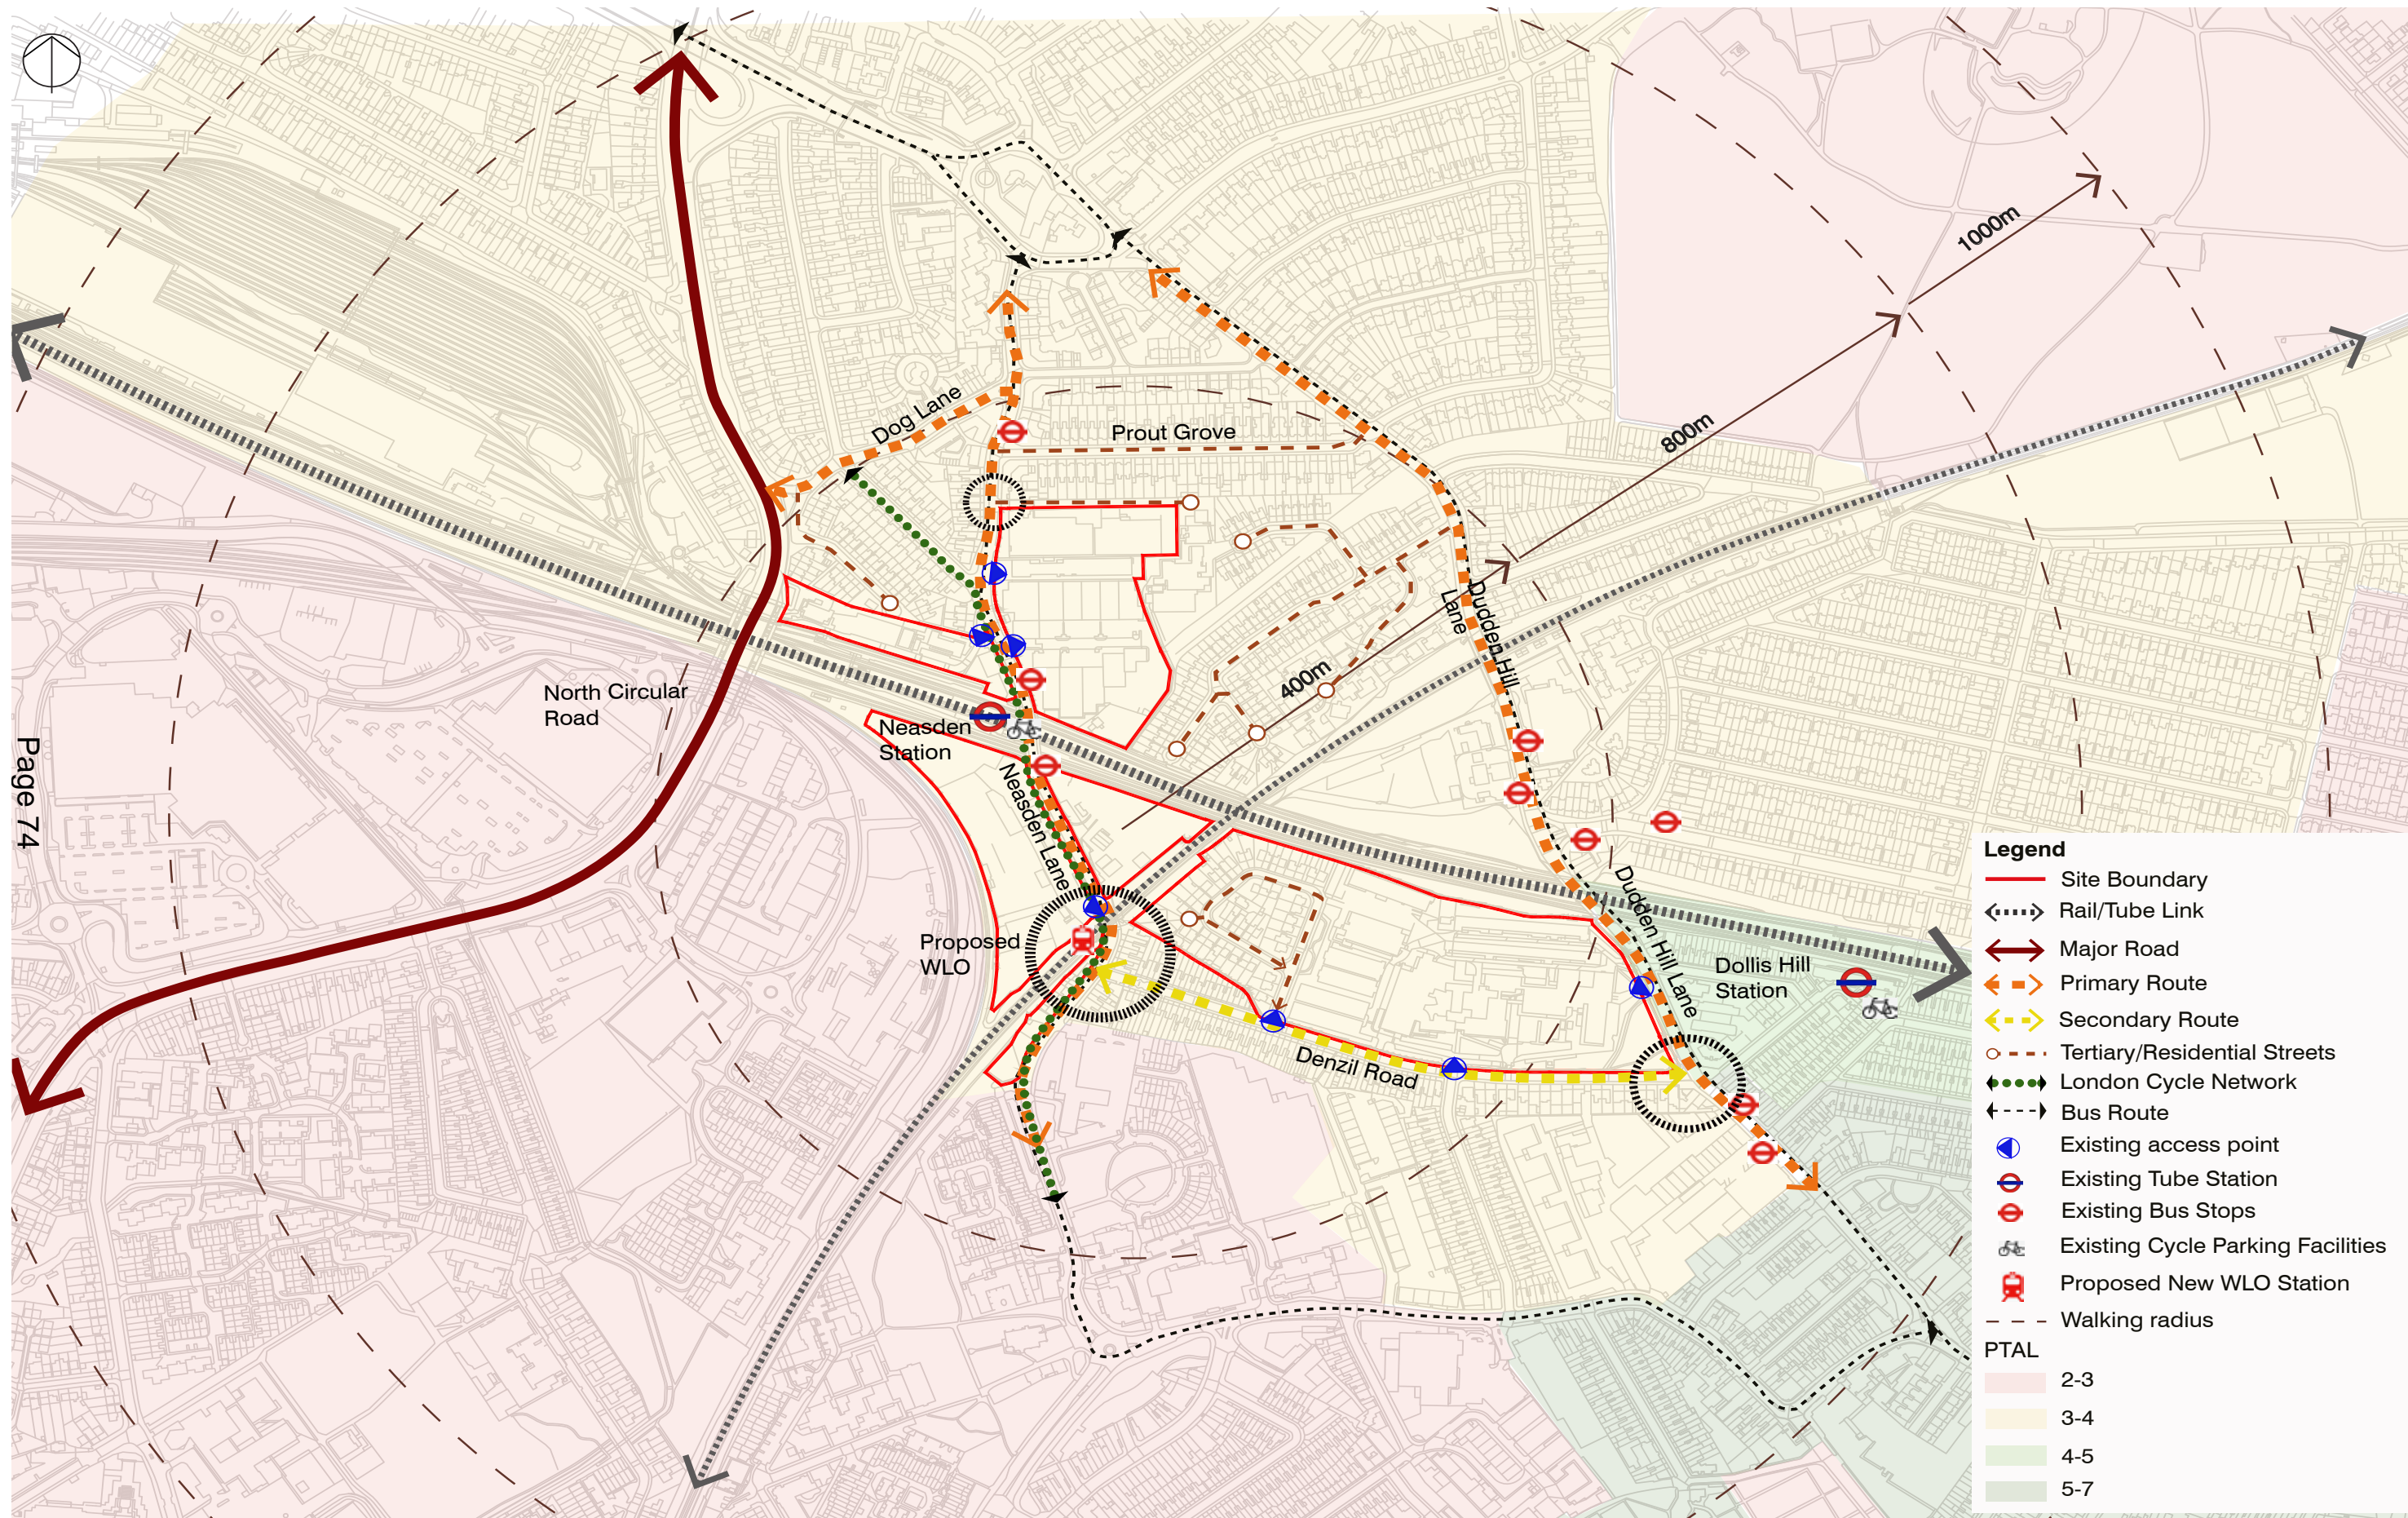 1000m
800m
Dog Lane
Prout Grove
Dudden Hill
Lane
400m
North Circular
Road
Neasden
Station
Page 74
Neasden Lane
Dudden Hill Lane
Proposed
WLO
Dollis Hill
Station
Denzil Road
Legend
Site Boundary
Rail/Tube Link
Major Road
Primary Route
Secondary Route
Tertiary/Residential Streets
London Cycle Network
Bus Route
Existing access point
Existing Tube Station
Existing Bus Stops
Existing Cycle Parking Facilities
Proposed New WLO Station
Walking radius
PTAL
2-3
3-4
4-5
5-7